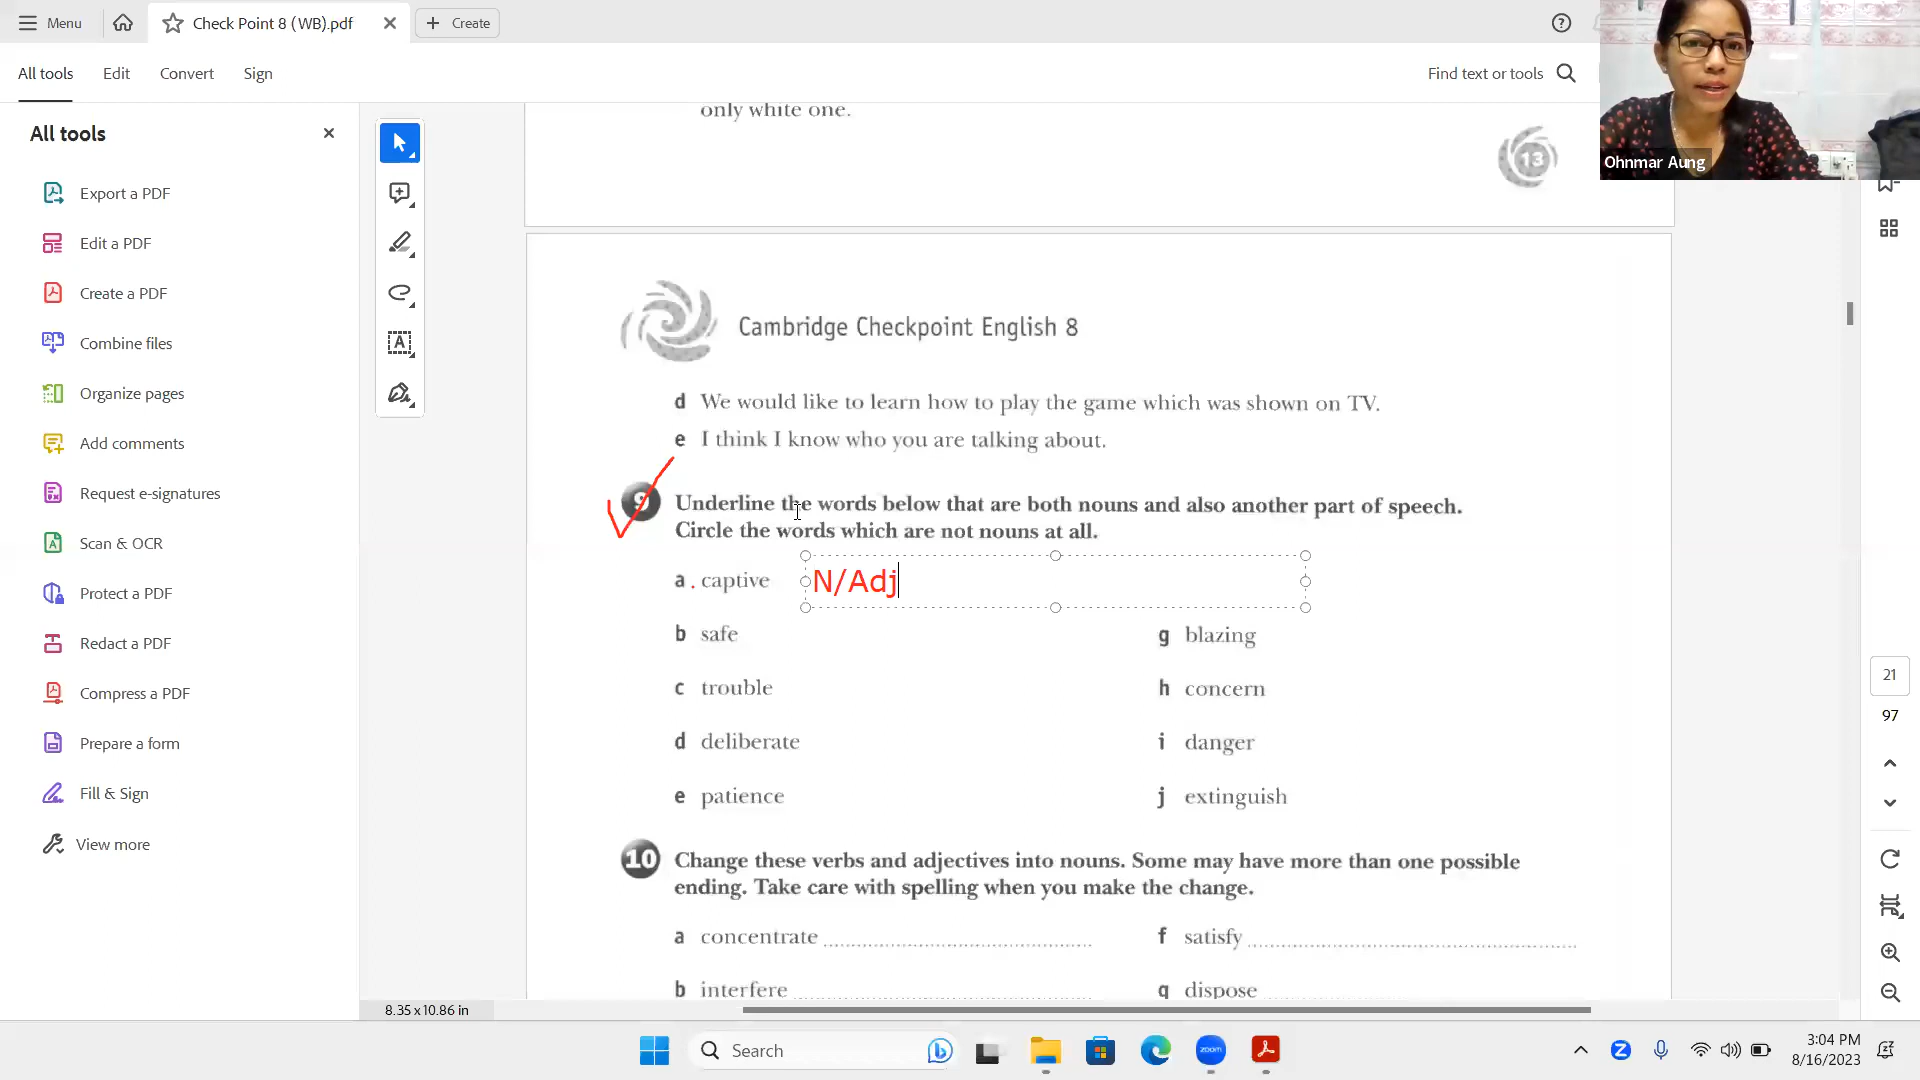 Menu
Check Point 8 (WB).pdf
Create
All tools
Edit
Convert
Sign
Find text or tools
All tools
Export a PDF
Edit a PDF
Create a PDF
Combine files
Organize pages
Add comments
Request e-signatures
Scan & OCR
Protect a PDF
Redact a PDF
Compress a PDF
Prepare a form
Fill & Sign
View more
only white one.
13
Ohnmar Aung
Cambridge Checkpoint English 8
d We would like to learn how to play the game which was shown on TV.
e I think I know who you are talking about.
9 Underline the words below that are both nouns and also another part of speech.
Circle the words which are not nouns at all.
a . captive N/Adj
b safe g blazing
c trouble h concern
d deliberate i danger
e patience j extinguish
10 Change these verbs and adjectives into nouns. Some may have more than one possible
ending. Take care with spelling when you make the change.
a concentrate f satisfy
b interfere g dispose
21
97
8.35 x 10.86 in
Search
zoom
3:04 PM
8/16/2023